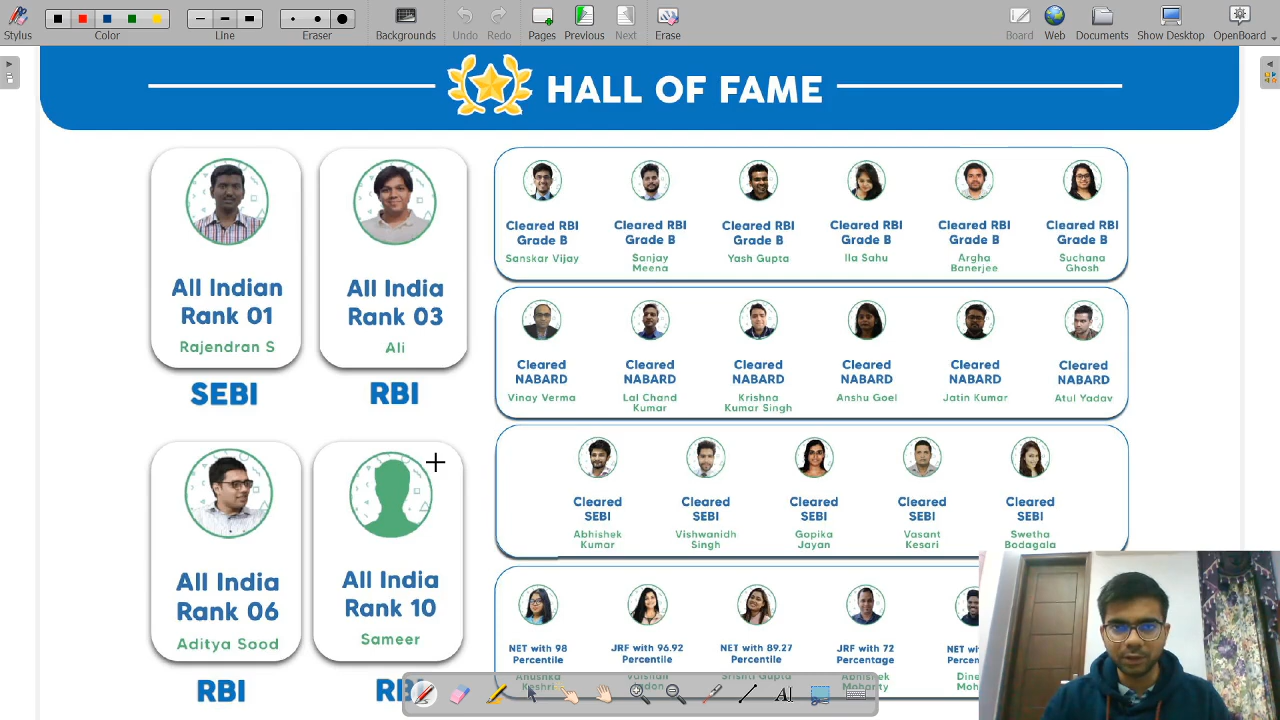 Stylus
Color
Line
Eraser
Backgrounds
Undo
Redo
Pages
Previous
Next
Erase
Board
Web
Documents
Show Desktop
OpenBoard
HALL OF FAME
All Indian
Rank 01
Rajendran S
SEBI
All India
Rank 03
Ali
RBI
All India
Rank 06
Aditya Sood
RBI
All India
Rank 10
Sameer
Cleared RBI
Grade B
Sanskar Vijay
Cleared RBI
Grade B
Sanjay
Meena
Cleared RBI
Grade B
Yash Gupta
Cleared RBI
Grade B
Ila Sahu
Cleared RBI
Grade B
Argha
Banerjee
Cleared RBI
Grade B
Suchana
Ghosh
Cleared
NABARD
Vinay Verma
Cleared
NABARD
Lal Chand
Kumar
Cleared
NABARD
Krishna
Kumar Singh
Cleared
NABARD
Anshu Goel
Cleared
NABARD
Jatin Kumar
Cleared
NABARD
Atul Yadav
Cleared
SEBI
Abhishek
Kumar
Cleared
SEBI
Vishwanidh
Singh
Cleared
SEBI
Gopika
Jayan
Cleared
SEBI
Vasant
Kesari
Cleared
SEBI
Swetha
Bodagala
NET with 98
Percentile
Anushka
JRF with 96.92
Percentile
NET with 89.27
Percentile
Srishti Gupta
JRF with 72
Percentage
Abhishek
Mohanty